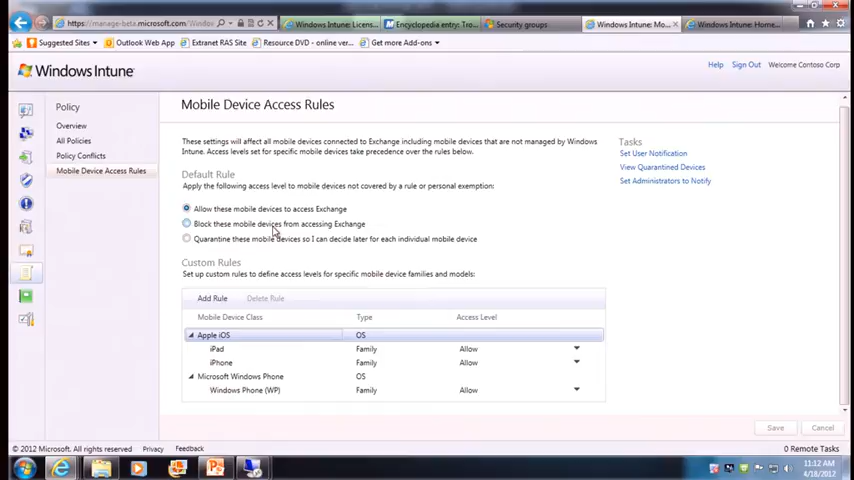 https://manage-beta.microsoft.com/Window
Windows Intune: Licens...
Encyclopedia entry: Tro...
Security groups
Windows Intune: Mo...
Windows Intune: Home...
Suggested Sites
Outlook Web App
Extranet RAS Site
Resource DVD - online ver...
Get more Add-ons
Windows Intune
Help
Sign Out
Welcome Contoso Corp
Policy
Overview
All Policies
Policy Conflicts
Mobile Device Access Rules
Mobile Device Access Rules
These settings will affect all mobile devices connected to Exchange including mobile devices that are not managed by Windows
Intune. Access levels set for specific mobile devices take precedence over the rules below.
Default Rule
Apply the following access level to mobile devices not covered by a rule or personal exemption:
Allow these mobile devices to access Exchange
Block these mobile devices from accessing Exchange
Quarantine these mobile devices so I can decide later for each individual mobile device
Tasks
Set User Notification
View Quarantined Devices
Set Administrators to Notify
Custom Rules
Set up custom rules to define access levels for specific mobile device families and models:
Add Rule Delete Rule
Mobile Device Class Type Access Level
Apple iOS OS
iPad Family Allow
iPhone Family Allow
Microsoft Windows Phone OS
Windows Phone (WP) Family Allow
Save Cancel
© 2012 Microsoft. All rights reserved Privacy Feedback
0 Remote Tasks
11:12 AM
4/18/2012